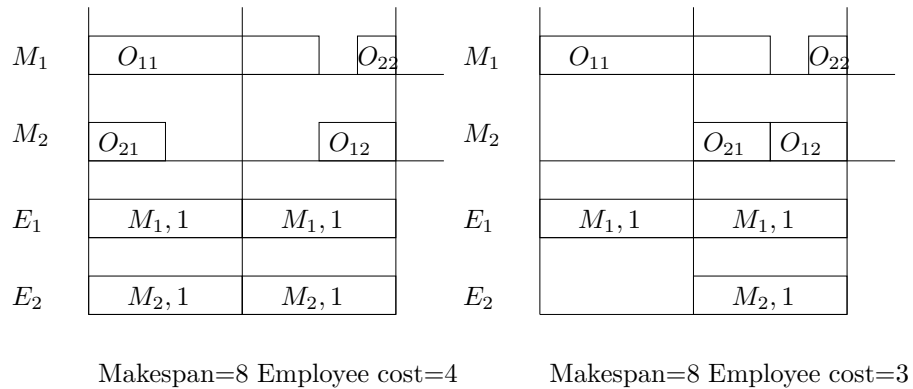 M₁ O₁₁ O₂₂ M₁ O₁₁ O₂₂
M₂ O₂₁ O₁₂ M₂ O₂₁ O₁₂
E₁ M₁, 1 M₁, 1 E₁ M₁, 1 M₁, 1
E₂ M₂, 1 M₂, 1 E₂ M₂, 1
Makespan=8 Employee cost=4 Makespan=8 Employee cost=3